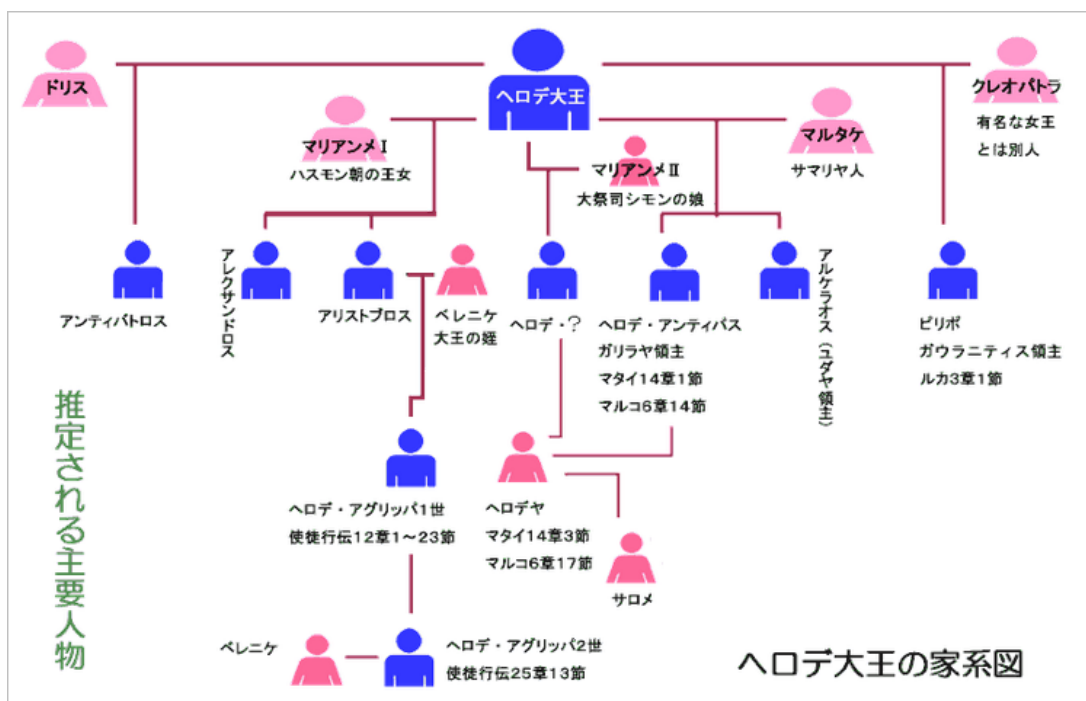 ドリス
ヘロデ大王
クレオパトラ
有名な女王
とは別人
マリアンメⅠ
ハスモン朝の王女
マリアンメⅡ
大祭司シモンの娘
マルタケ
サマリヤ人
アンティパトロス
アレクサンドロス
アリストブロス
ベレニケ
大王の姪
ヘロデ・？
ヘロデ・アンティパス
ガリラヤ領主
マタイ14章1節
マルコ6章14節
アルケラオス（ユダヤ領主）
ピリポ
ガウラニティス領主
ルカ3章1節
推定される主要人物
ヘロデ・アグリッパ1世
使徒行伝12章1～23節
ヘロデヤ
マタイ14章3節
マルコ6章17節
サロメ
ベレニケ
ヘロデ・アグリッパ2世
使徒行伝25章13節
ヘロデ大王の家系図